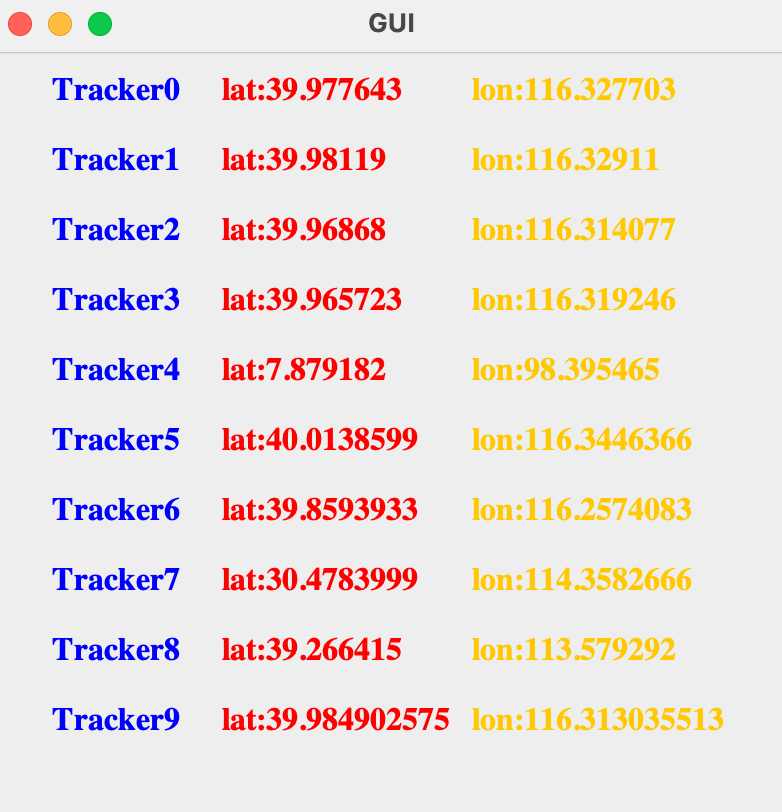 GUI
Tracker0 lat:39.977643 lon:116.327703
Tracker1 lat:39.98119 lon:116.32911
Tracker2 lat:39.96868 lon:116.314077
Tracker3 lat:39.965723 lon:116.319246
Tracker4 lat:7.879182 lon:98.395465
Tracker5 lat:40.0138599 lon:116.3446366
Tracker6 lat:39.8593933 lon:116.2574083
Tracker7 lat:30.4783999 lon:114.3582666
Tracker8 lat:39.266415 lon:113.579292
Tracker9 lat:39.984902575 lon:116.313035513